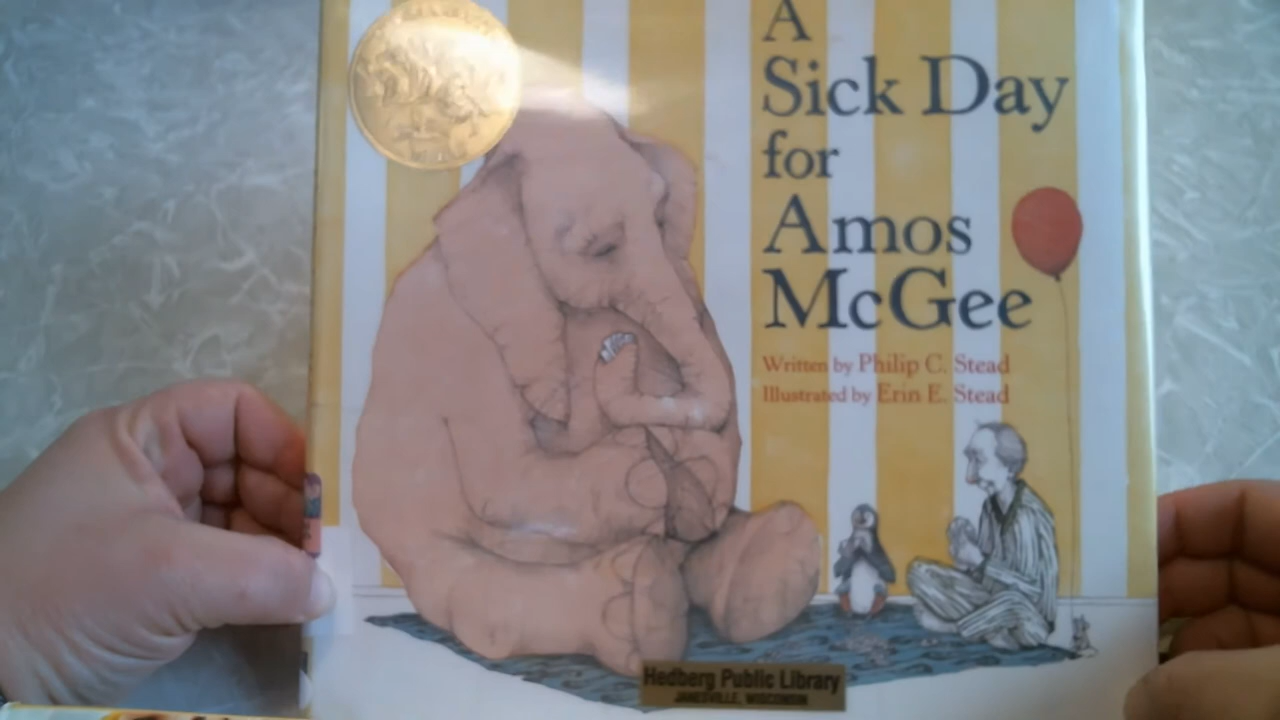 A
Sick Day
for
Amos
McGee
Written by Philip C. Stead
Illustrated by Erin E. Stead
Hedberg Public Library
JANESVILLE, WISCONSIN